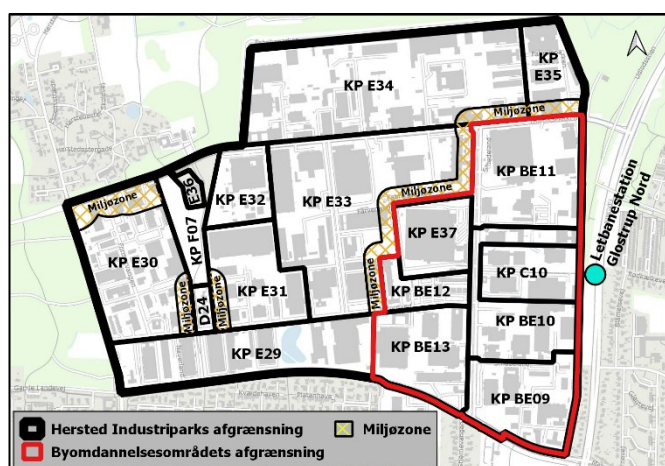 KP E34
KP
E35
Miljøzone
KP BE11
Miljøzone
E36
KP E32
KP E33
Miljøzone
KP F07
KP E30
KP E37
Letbanestation
Glostrup Nord
KP C10
Miljøzone
D24
Miljøzone
KP E31
Miljøzone
KP BE12
KP BE10
KP E29
KP BE13
KP BE09
Gamle Landevej
Hersted Industriparks afgrænsning
Miljøzone
Byomdannelsesområdets afgrænsning